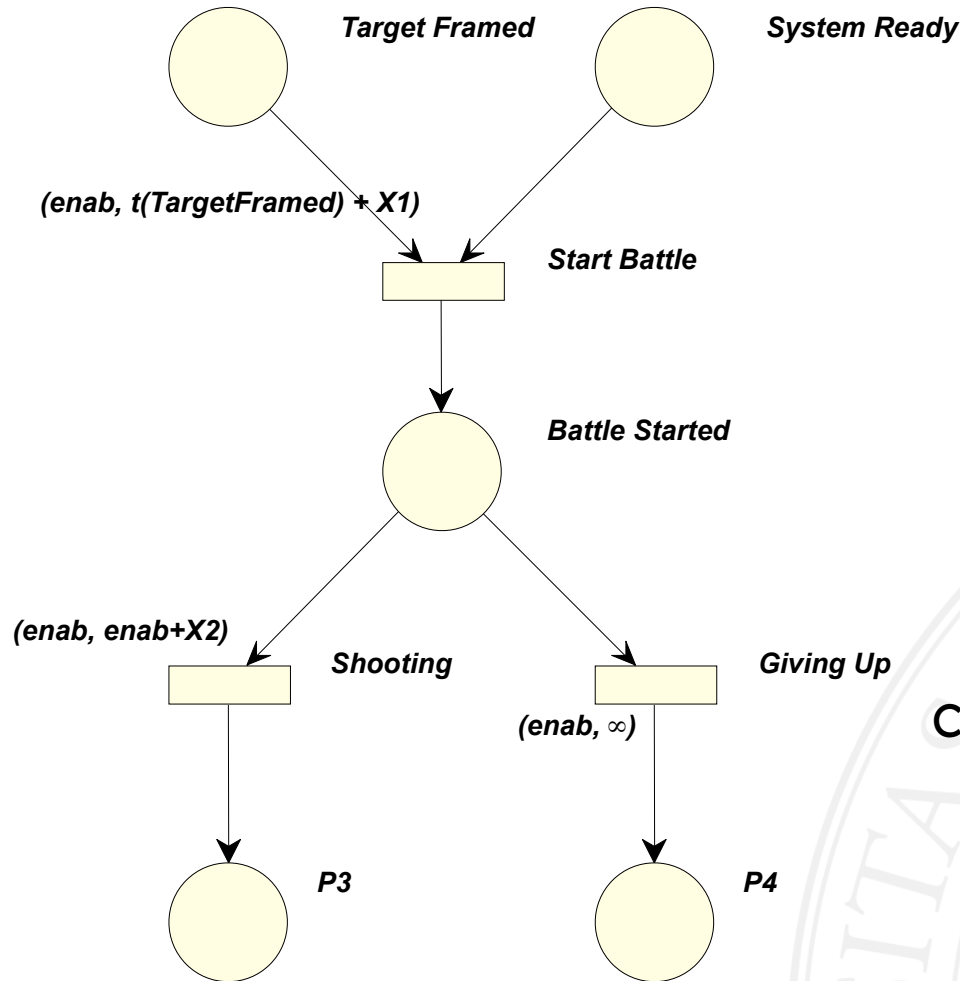 Target Framed
System Ready
(enab, t(TargetFramed) + X1)
Start Battle
Battle Started
(enab, enab+X2)
Shooting
Giving Up
(enab, ∞)
C
P3
P4